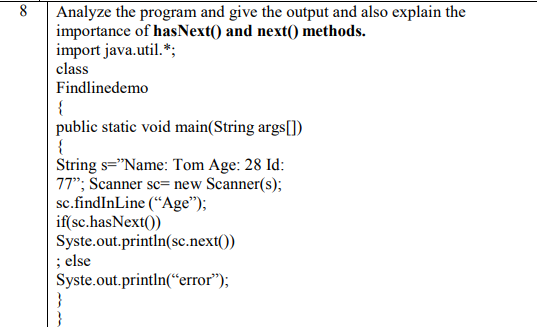 8 Analyze the program and give the output and also explain the
importance of hasNext() and next() methods.
import java.util.*;
class
Findlinedemo
{
public static void main(String args[])
{
String s=”Name: Tom Age: 28 Id:
77”; Scanner sc= new Scanner(s);
sc.findInLine (“Age”);
if(sc.hasNext())
Syste.out.println(sc.next())
; else
Syste.out.println(“error”);
}
}